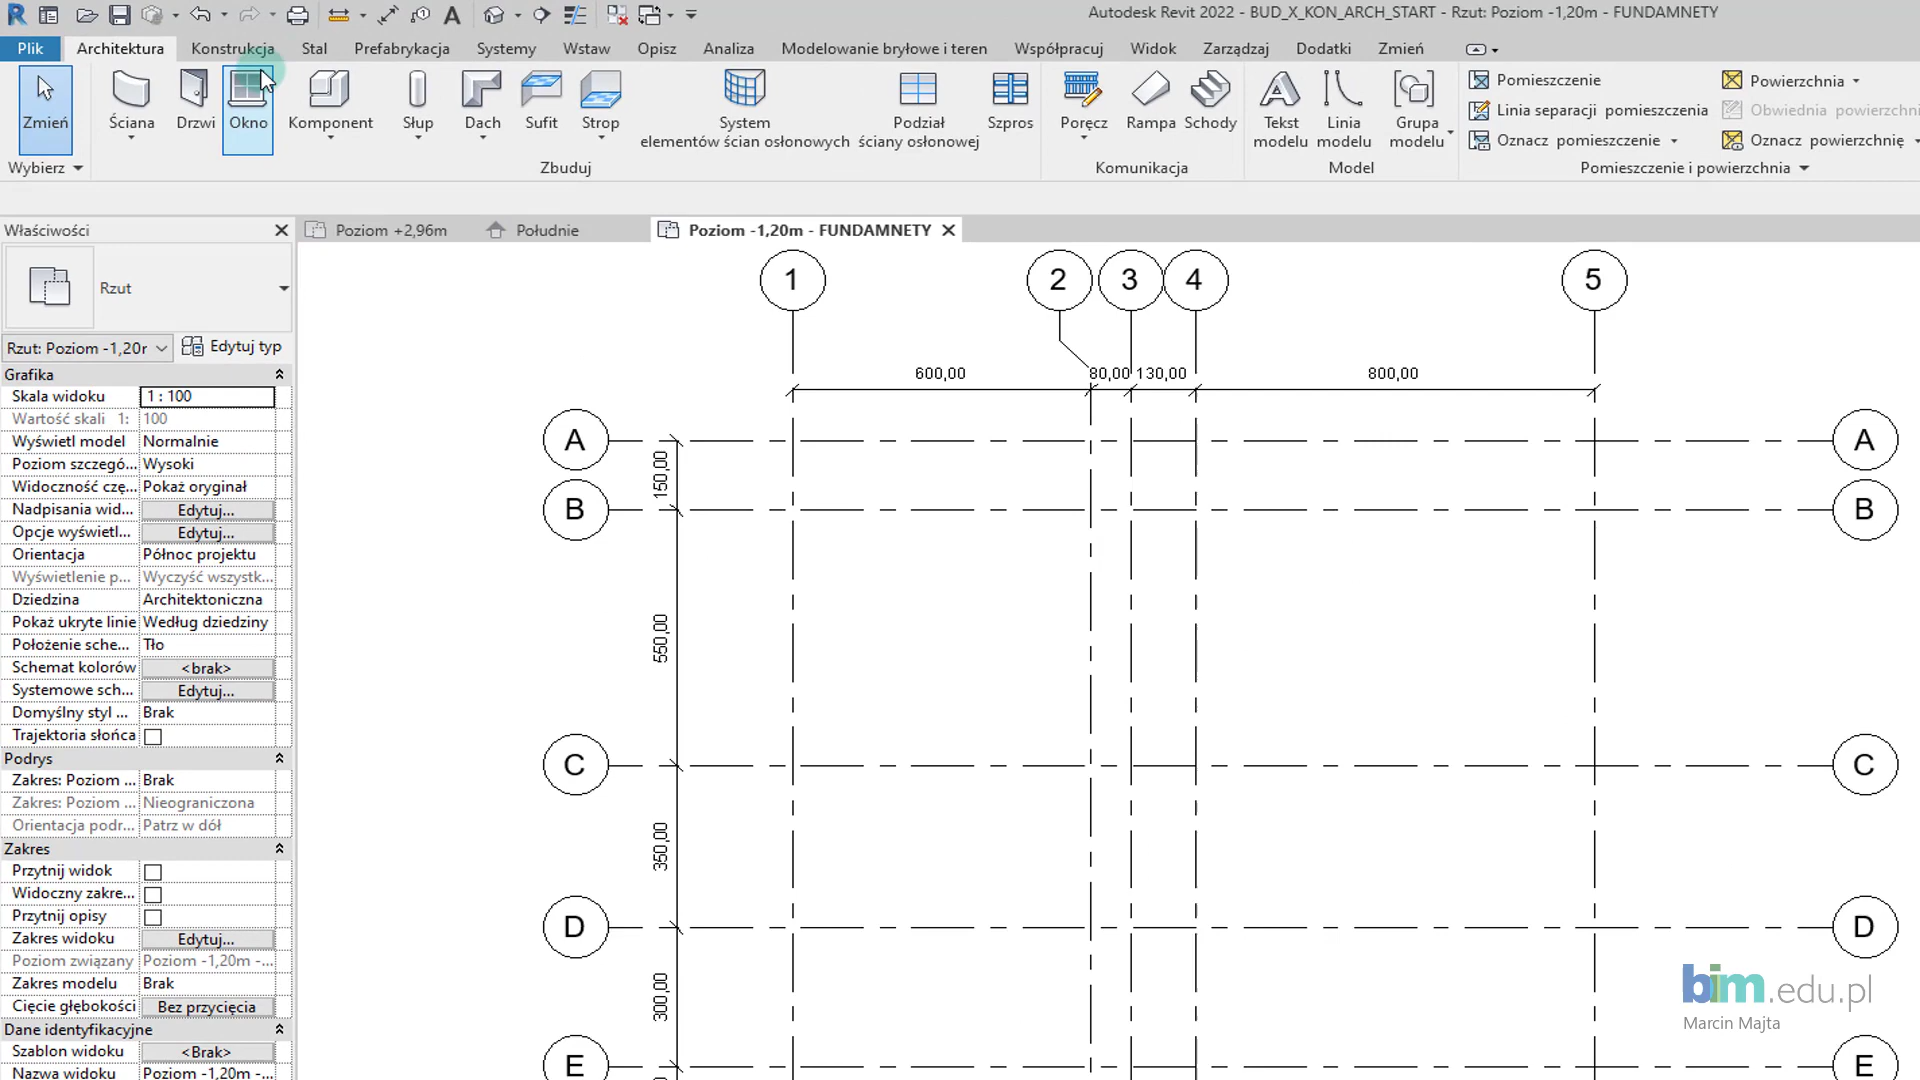 Autodesk Revit 2022 - BUD_X_KON_ARCH_START - Rzut: Poziom -1,20m - FUNDAMNETY
Plik Architektura Konstrukcja Stal Prefabrykacja Systemy Wstaw Opisz Analiza Modelowanie bryłowe i teren Współpracuj Widok Zarządzaj Dodatki Zmień
Zmień
Ściana
Drzwi
Okno
Komponent
Słup
Dach
Sufit
Strop
System
elementów ścian osłonowych
Podział
ściany osłonowej
Szpros
Poręcz
Rampa
Schody
Tekst
modelu
Linia
modelu
Grupa
modelu
Pomieszczenie
Linia separacji pomieszczenia
Oznacz pomieszczenie
Powierzchnia
Obwiednia powierzchni
Oznacz powierzchnię
Wybierz
Zbuduj
Komunikacja
Model
Pomieszczenie i powierzchnia
Właściwości
Poziom +2,96m
Południe
Poziom -1,20m - FUNDAMNETY
Rzut
Rzut: Poziom -1,20r
Edytuj typ
Grafika
Skala widoku 1 : 100
Wartość skali 1: 100
Wyświetl model Normalnie
Poziom szczegó... Wysoki
Widoczność czę... Pokaż oryginał
Nadpisania wid... Edytuj...
Opcje wyświetl... Edytuj...
Orientacja Północ projektu
Wyświetlenie p... Wyczyść wszystk...
Dziedzina Architektoniczna
Pokaż ukryte linie Według dziedziny
Położenie sche... Tło
Schemat kolorów <brak>
Systemowe sch... Edytuj...
Domyślny styl ... Brak
Trajektoria słońca
Podrys
Zakres: Poziom ... Brak
Zakres: Poziom ... Nieograniczona
Orientacja podr... Patrz w dół
Zakres
Przytnij widok
Widoczny zakre...
Przytnij opisy
Zakres widoku Edytuj...
Poziom związany Poziom -1,20m -...
Zakres modelu Brak
Cięcie głębokości Bez przycięcia
Dane identyfikacyjne
Szablon widoku <Brak>
Nazwa widoku Poziom -1,20m -...
1 2 3 4 5
600,00 80,00 130,00 800,00
A A
150,00
B B
550,00
C C
350,00
D D
300,00
E E
bim.edu.pl
Marcin Majta